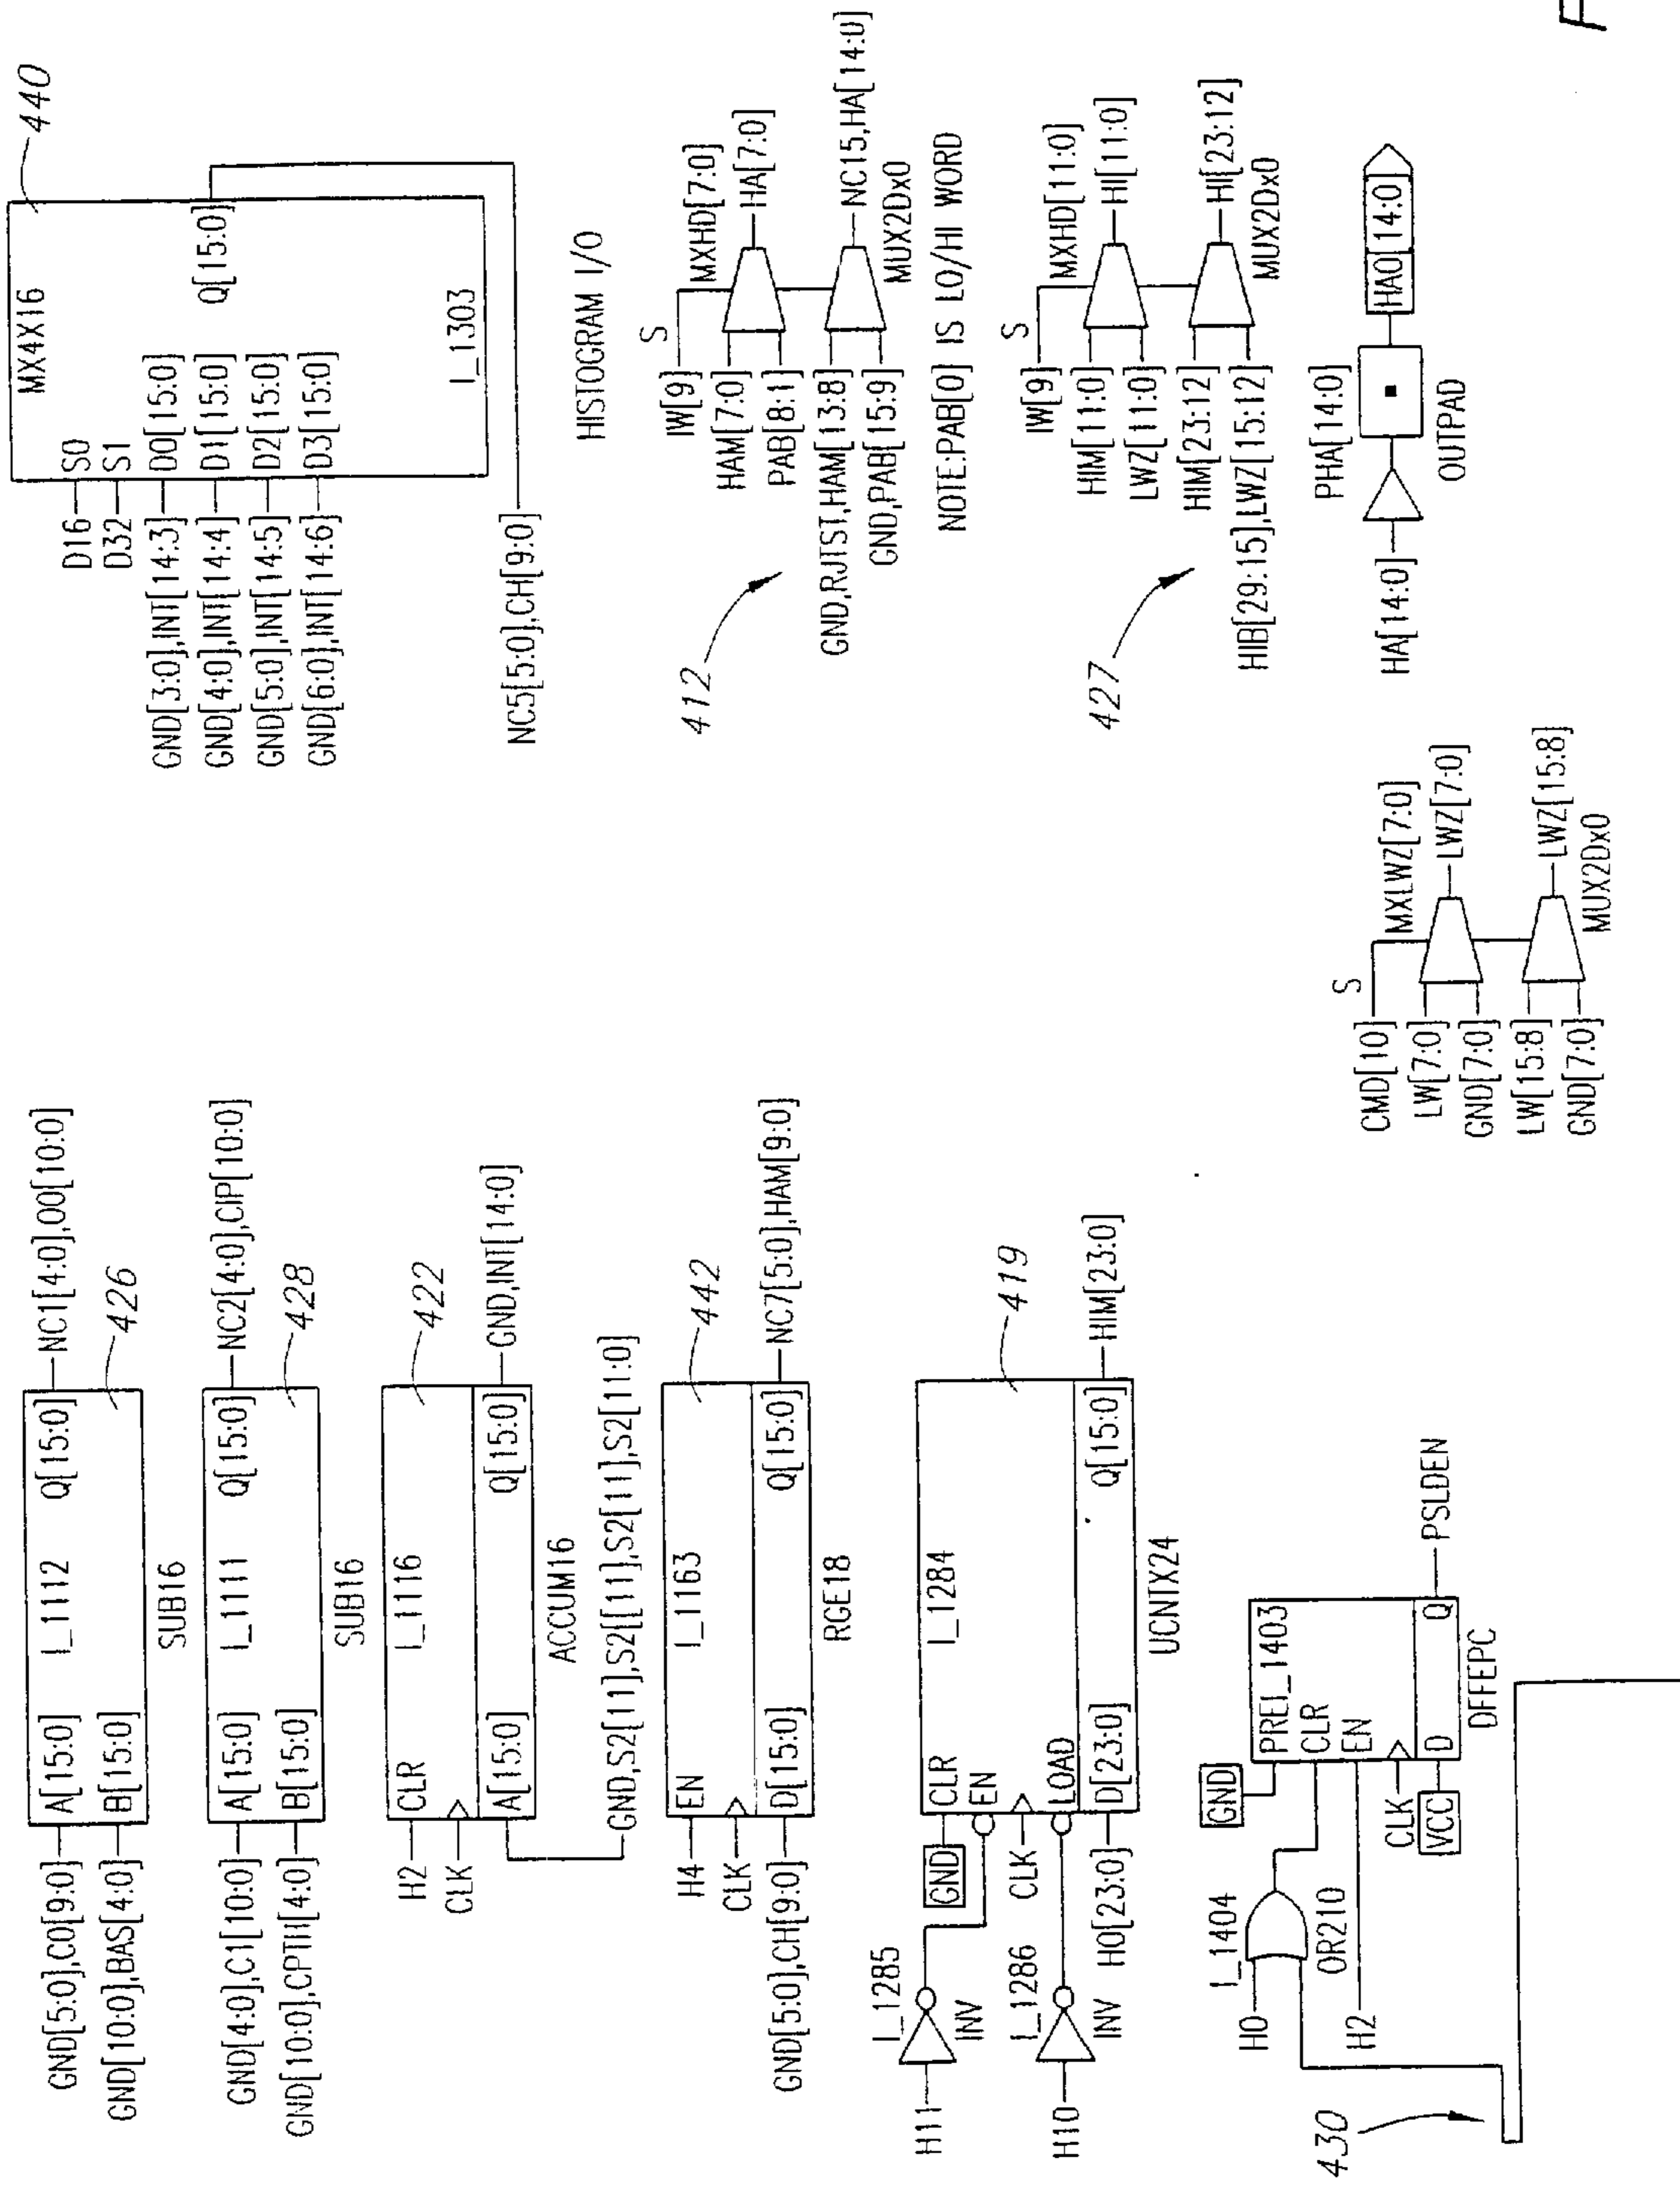 GND[5:0],C0[9:0]
GND[10:0],BAS[4:0]
A[15:0] I_1112 Q[15:0]
B[15:0]
NC1[4:0],OO[10:0]
426
SUB16
GND[4:0],C1[10:0]
GND[10:0],CPTH[4:0]
A[15:0] I_1111 Q[15:0]
B[15:0]
NC2[4:0],CIP[10:0]
428
SUB16
H2
CLK
CLR I_1116
A[15:0] Q[15:0]
422
GND,INT[14:0]
ACCUM16
GND,S2[11],S2[[11],S2[11],S2[11:0]
H4
CLK
GND[5:0],CH[9:0]
EN I_1163
D[15:0] Q[15:0]
442
NC7[5:0],HAM[9:0]
RGE18
H11
I_1285
INV
H10
I_1286
INV
GND
CLK
HO[23:0]
CLR I_1284
EN
LOAD
D[23:0] Q[15:0]
419
HIM[23:0]
UCNTX24
H0
I_1404
OR210
H2
430
GND
CLK
VCC
PREI_1403
CLR
EN
D Q
PSLDEN
DFFEPC
MX4X16
440
D16 S0
D32 S1
GND[3:0],INT[14:3] D0[15:0]
GND[4:0],INT[14:4] D1[15:0]
GND[5:0],INT[14:5] D2[15:0]
GND[6:0],INT[14:6] D3[15:0]
Q[15:0]
I_1303
NC5[5:0],CH[9:0]
HISTOGRAM I/O
412
IW[9] S
MXHD[7:0]
HAM[7:0]
PAB[8:1]
HA[7:0]
GND,RJTST,HAM[13:8]
GND,PAB[15:9]
NC15,HA[14:0]
MUX2Dx0
NOTE:PAB[0] IS LO/HI WORD
427
IW[9] S
MXHD[11:0]
HIM[11:0]
LWZ[11:0]
HI[11:0]
HIM[23:12]
HIB[29:15],LWZ[15:12]
HI[23:12]
MUX2Dx0
CMD[10] S
MXLWZ[7:0]
LW[7:0]
GND[7:0]
LWZ[7:0]
LW[15:8]
GND[7:0]
LWZ[15:8]
MUX2Dx0
PHA[14:0]
HA[14:0]
HAO[14:0]
OUTPAD